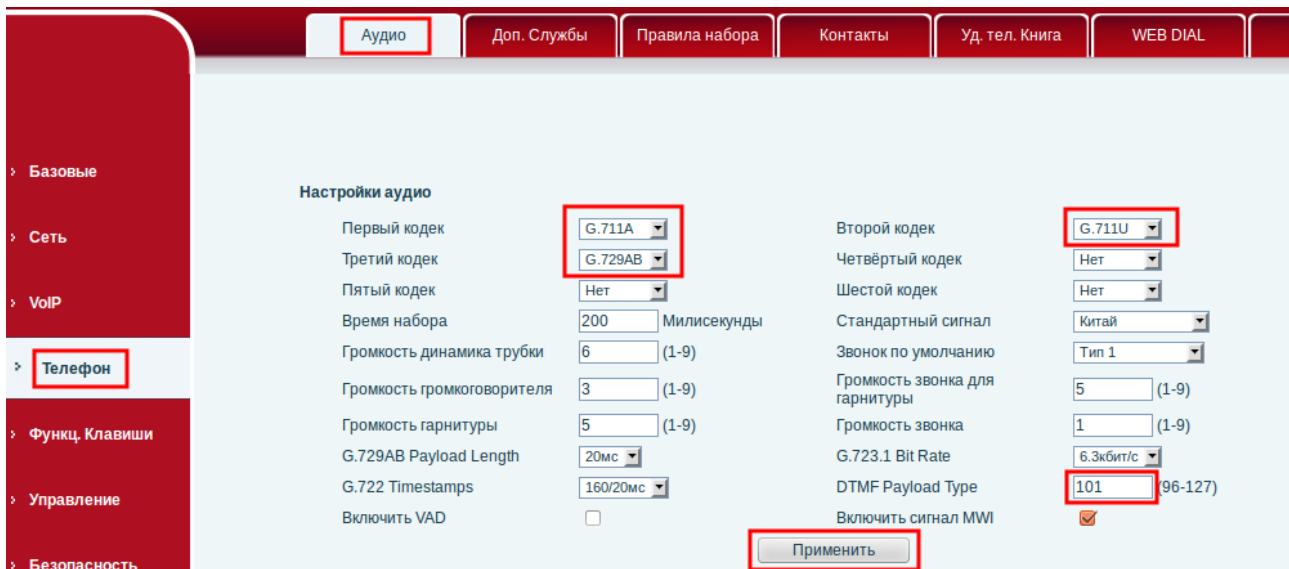 Аудио Доп. Службы Правила набора Контакты Уд. тел. Книга WEB DIAL
Базовые
Сеть
VoIP
Телефон
Функц. Клавиши
Управление
Безопасность
Настройки аудио
Первый кодек G.711A Второй кодек G.711U
Третий кодек G.729AB Четвёртый кодек Нет
Пятый кодек Нет Шестой кодек Нет
Время набора 200 Милисекунды Стандартный сигнал Китай
Громкость динамика трубки 6 (1-9) Звонок по умолчанию Тип 1
Громкость громкоговорителя 3 (1-9) Громкость звонка для гарнитуры 5 (1-9)
Громкость гарнитуры 5 (1-9) Громкость звонка 1 (1-9)
G.729AB Payload Length 20мс G.723.1 Bit Rate 6.3кбит/с
G.722 Timestamps 160/20мс DTMF Payload Type 101 (96-127)
Включить VAD Включить сигнал MWI
Применить